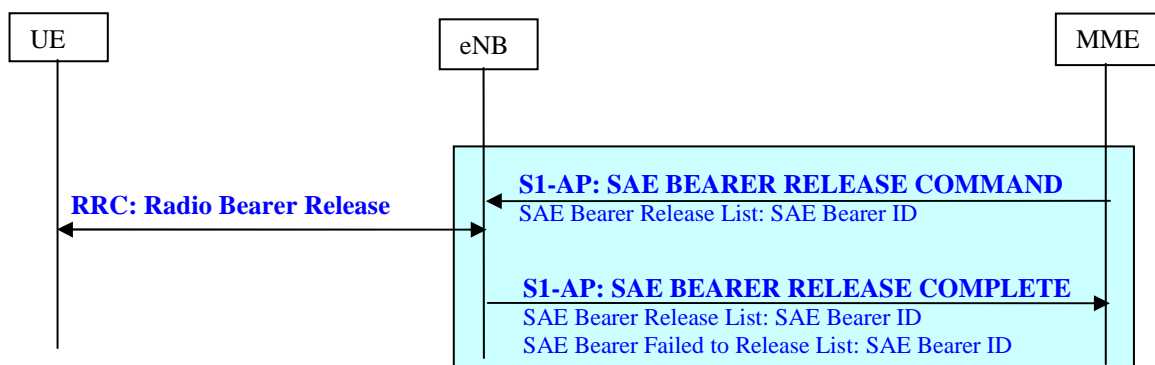 UE
eNB
MME
S1-AP: SAE BEARER RELEASE COMMAND
SAE Bearer Release List: SAE Bearer ID
RRC: Radio Bearer Release
S1-AP: SAE BEARER RELEASE COMPLETE
SAE Bearer Release List: SAE Bearer ID
SAE Bearer Failed to Release List: SAE Bearer ID